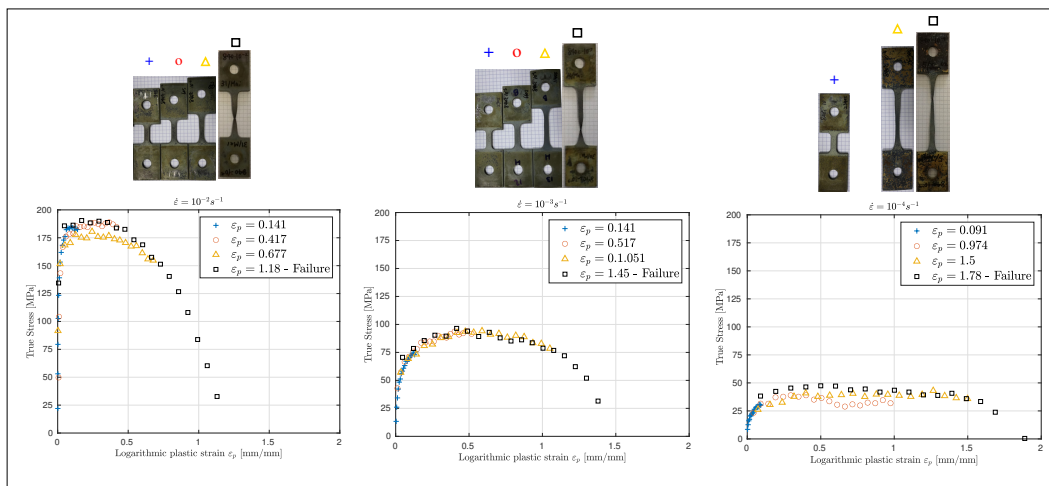 ε̇ = 10⁻²s⁻¹
εₚ = 0.141
εₚ = 0.417
εₚ = 0.677
εₚ = 1.18 - Failure
True Stress [MPa]
200
175
150
125
100
75
50
25
0
0 0.5 1 1.5 2
Logarithmic plastic strain εₚ [mm/mm]
ε̇ = 10⁻³s⁻¹
εₚ = 0.141
εₚ = 0.517
εₚ = 0.1.051
εₚ = 1.45 - Failure
True Stress [MPa]
200
175
150
125
100
75
50
25
0
0 0.5 1 1.5 2
Logarithmic plastic strain εₚ [mm/mm]
ε̇ = 10⁻⁴s⁻¹
εₚ = 0.091
εₚ = 0.974
εₚ = 1.5
εₚ = 1.78 - Failure
True Stress [MPa]
200
175
150
125
100
75
50
25
0
0 0.5 1 1.5 2
Logarithmic plastic strain εₚ [mm/mm]